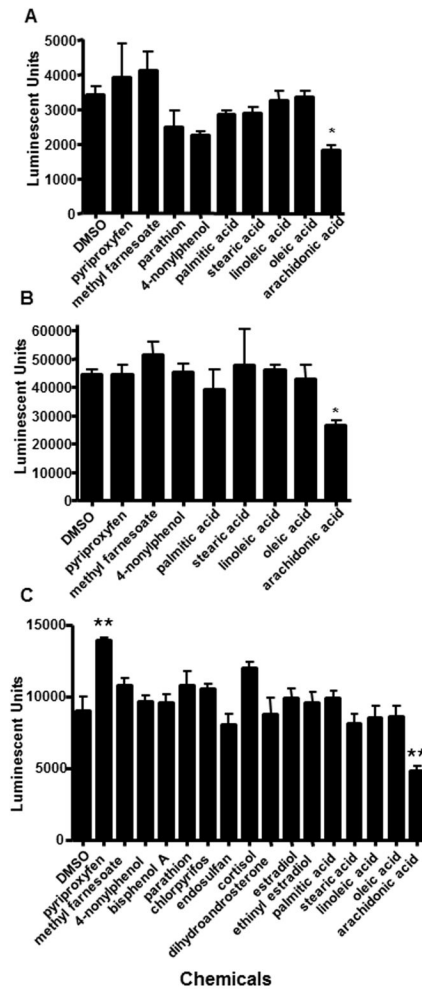 A
Luminescent Units
5000
4000
3000
2000
1000
0
DMSO
pyriproxyfen
methyl farnesoate
parathion
4-nonylphenol
palmitic acid
stearic acid
linoleic acid
oleic acid
arachidonic acid
*
B
Luminescent Units
60000
50000
40000
30000
20000
10000
0
DMSO
pyriproxyfen
methyl farnesoate
4-nonylphenol
palmitic acid
stearic acid
linoleic acid
oleic acid
arachidonic acid
*
C
Luminescent Units
15000
10000
5000
0
**
**
DMSO
pyriproxyfen
methyl farnesoate
4-nonylphenol
bisphenol A
parathion
chlorpyrifos
endosulfan
cortisol
dihydroandrosterone
estradiol
ethinyl estradiol
palmitic acid
stearic acid
linoleic acid
oleic acid
arachidonic acid
Chemicals